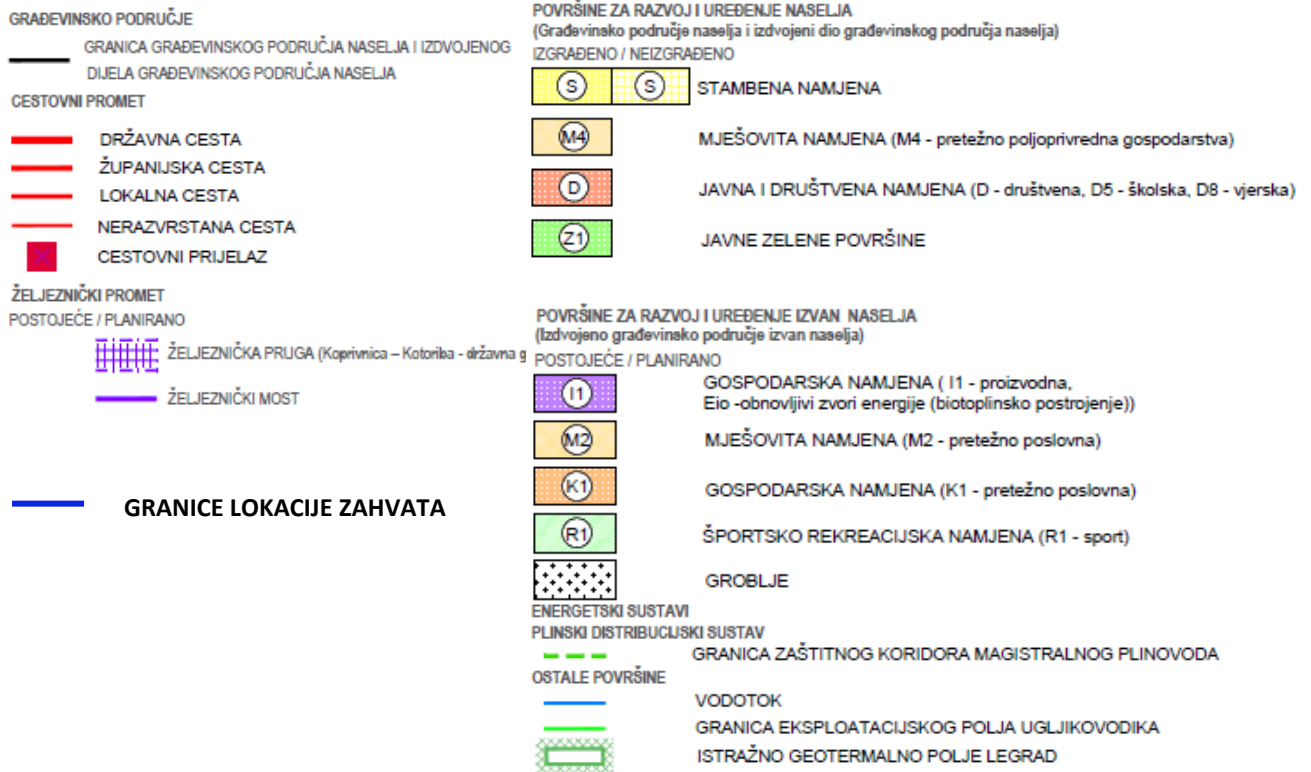 GRAĐEVINSKO PODRUČJE
GRANICA GRAĐEVINSKOG PODRUČJA NASELJA I IZDVOJENOG
DIJELA GRAĐEVINSKOG PODRUČJA NASELJA
CESTOVNI PROMET
DRŽAVNA CESTA
ŽUPANIJSKA CESTA
LOKALNA CESTA
NERAZVRSTANA CESTA
CESTOVNI PRIJELAZ
ŽELJEZNIČKI PROMET
POSTOJEĆE / PLANIRANO
ŽELJEZNIČKA PRUGA (Koprivnica – Kotoriba - državna g
ŽELJEZNIČKI MOST
GRANICE LOKACIJE ZAHVATA
POVRŠINE ZA RAZVOJ I UREĐENJE NASELJA
(Građevinsko područje naselja i izdvojeni dio građevinskog područja naselja)
IZGRAĐENO / NEIZGRAĐENO
S S STAMBENA NAMJENA
M4 MJEŠOVITA NAMJENA (M4 - pretežno poljoprivredna gospodarstva)
D JAVNA I DRUŠTVENA NAMJENA (D - društvena, D5 - školska, D8 - vjerska)
Z1 JAVNE ZELENE POVRŠINE
POVRŠINE ZA RAZVOJ I UREĐENJE IZVAN NASELJA
(Izdvojeno građevinsko područje izvan naselja)
POSTOJEĆE / PLANIRANO
I1 GOSPODARSKA NAMJENA ( I1 - proizvodna,
Eio -obnovljivi zvori energije (biotoplinsko postrojenje))
M2 MJEŠOVITA NAMJENA (M2 - pretežno poslovna)
K1 GOSPODARSKA NAMJENA (K1 - pretežno poslovna)
R1 ŠPORTSKO REKREACIJSKA NAMJENA (R1 - sport)
GROBLJE
ENERGETSKI SUSTAVI
PLINSKI DISTRIBUCIJSKI SUSTAV
GRANICA ZAŠTITNOG KORIDORA MAGISTRALNOG PLINOVODA
OSTALE POVRŠINE
VODOTOK
GRANICA EKSPLOATACIJSKOG POLJA UGLJIKOVODIKA
ISTRAŽNO GEOTERMALNO POLJE LEGRAD